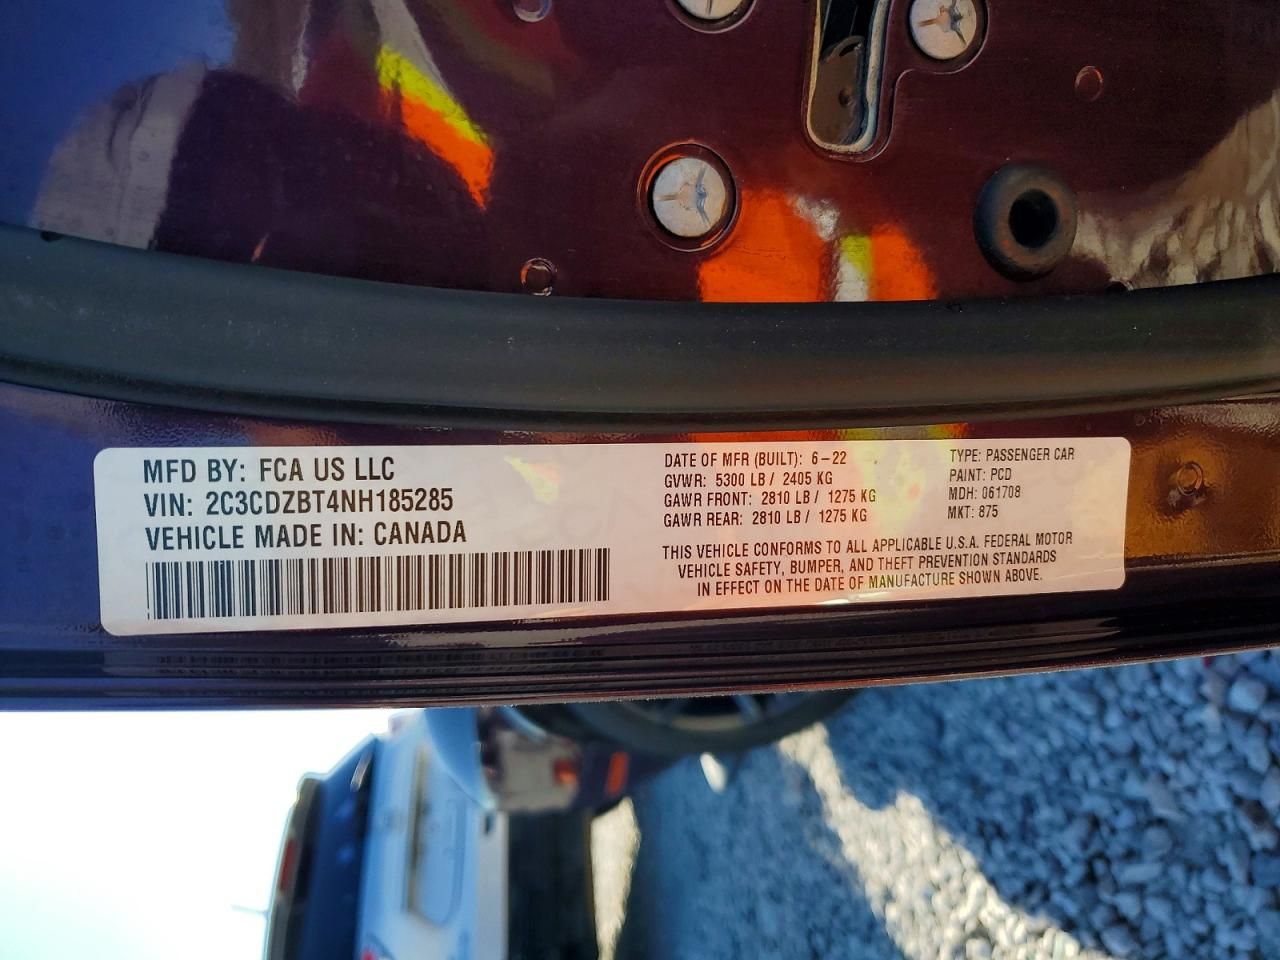 MFD BY: FCA US LLC
VIN: 2C3CDZBT4NH185285
VEHICLE MADE IN: CANADA
DATE OF MFR (BUILT): 6-22
GVWR: 5300 LB / 2405 KG
GAWR FRONT: 2810 LB / 1275 KG
GAWR REAR: 2810 LB / 1275 KG
TYPE: PASSENGER CAR
PAINT: PCD
MDH: 061708
MKT: 875
THIS VEHICLE CONFORMS TO ALL APPLICABLE U.S.A. FEDERAL MOTOR
VEHICLE SAFETY, BUMPER, AND THEFT PREVENTION STANDARDS
IN EFFECT ON THE DATE OF MANUFACTURE SHOWN ABOVE.